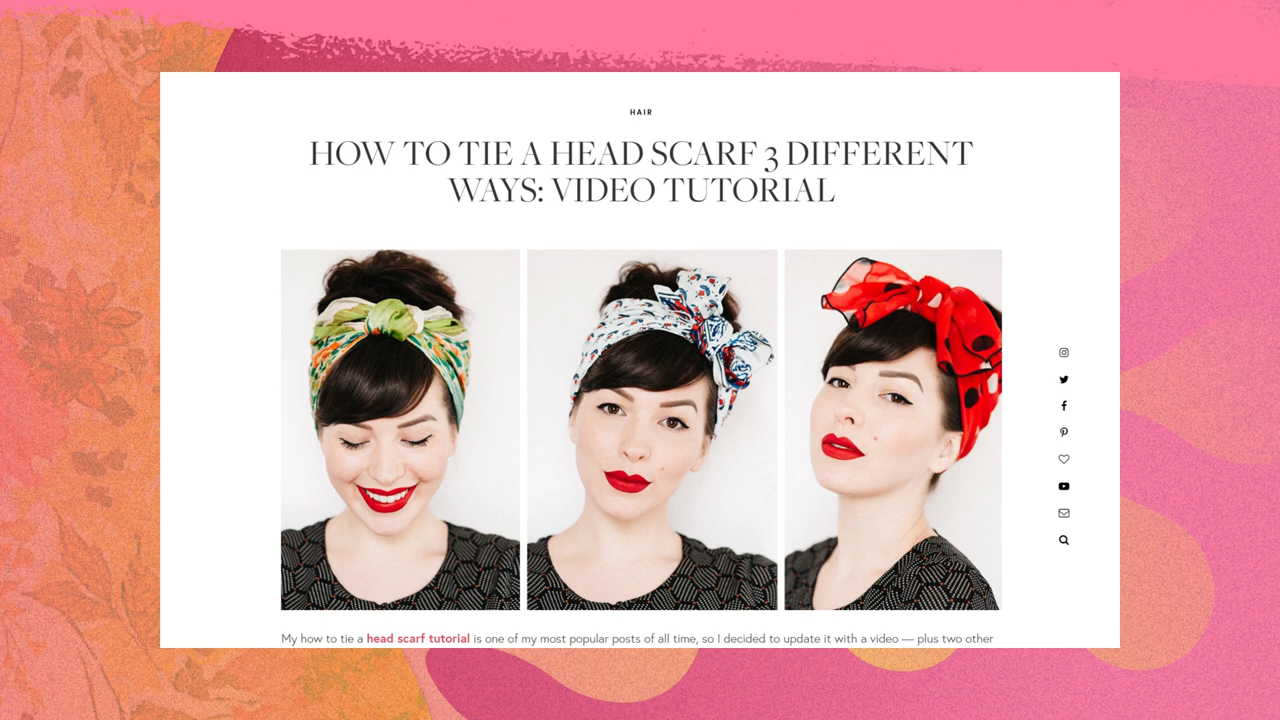 HAIR
HOW TO TIE A HEAD SCARF 3 DIFFERENT
WAYS: VIDEO TUTORIAL
My how to tie a head scarf tutorial is one of my most popular posts of all time, so I decided to update it with a video — plus two other